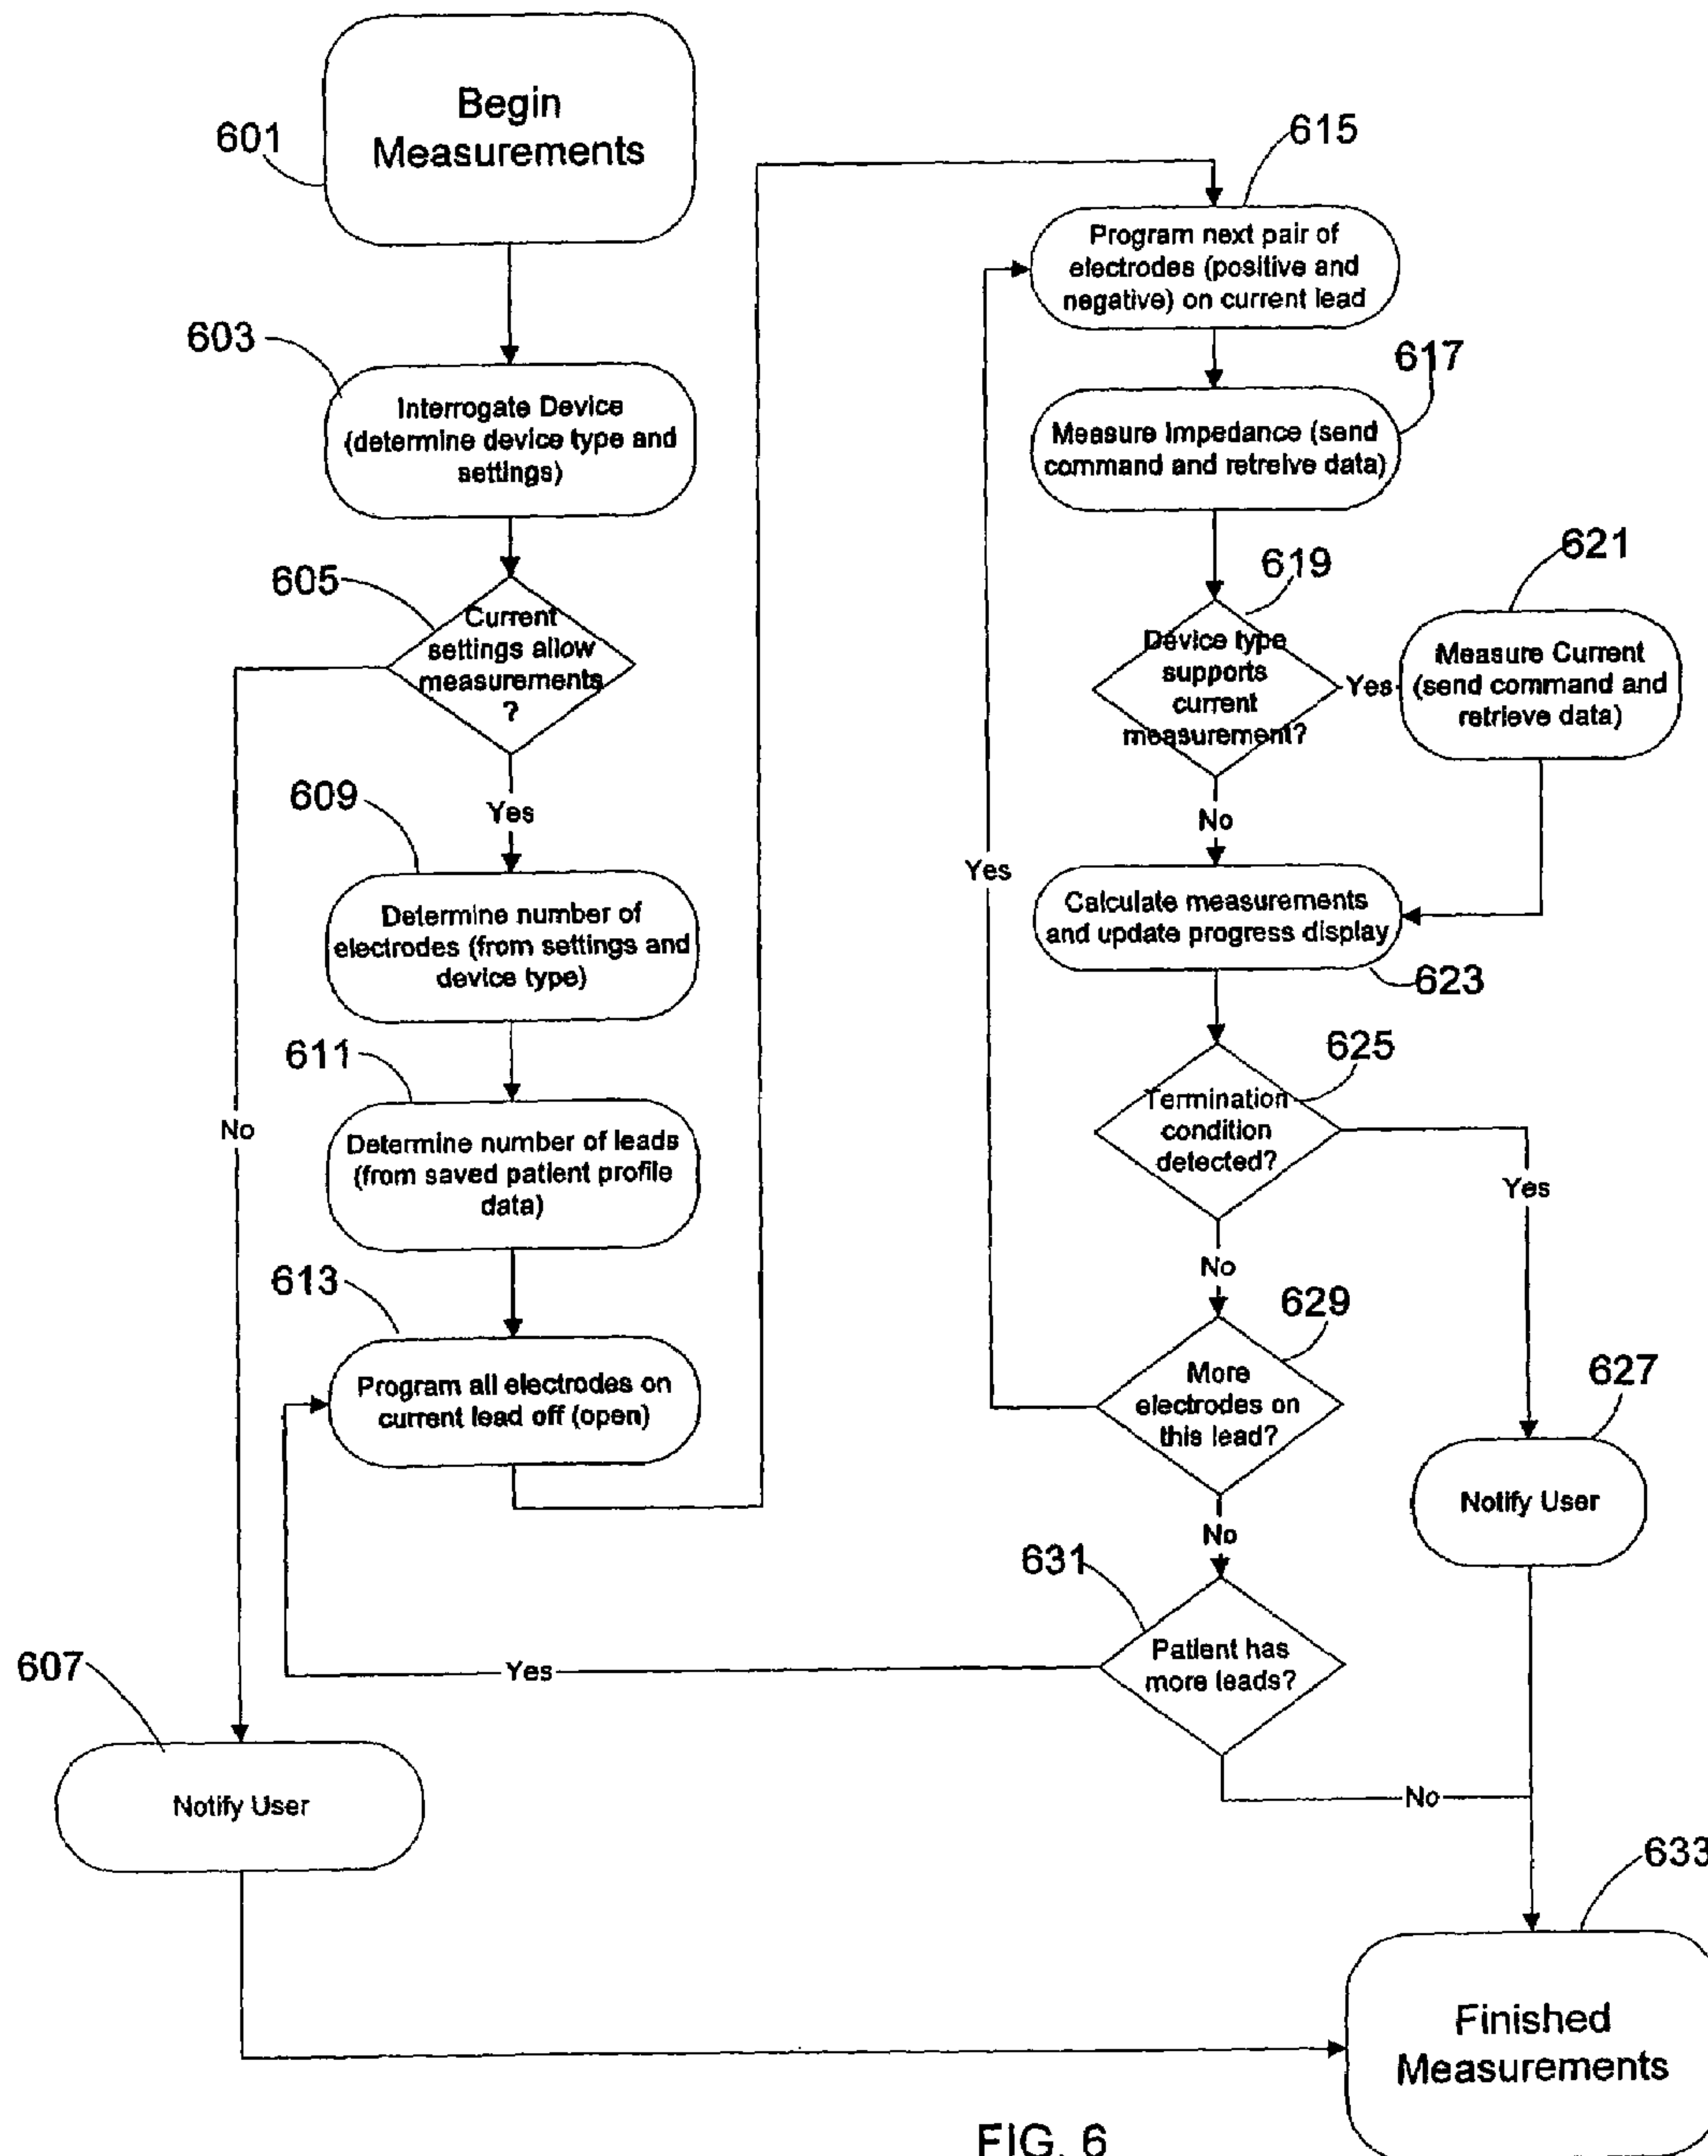 Begin
Measurements
601
603
Interrogate Device
(determine device type and
settings)
605
Current
settings allow
measurements
?
Yes
No
609
Determine number of
electrodes (from settings and
device type)
611
Determine number of leads
(from saved patient profile
data)
613
Program all electrodes on
current lead off (open)
607
Notify User
615
Program next pair of
electrodes (positive and
negative) on current lead
617
Measure Impedance (send
command and retreive data)
619
Device type
supports
current
measurement?
Yes
621
Measure Current
(send command and
retrieve data)
No
Yes
Calculate measurements
and update progress display
623
625
Termination
condition
detected?
Yes
No
629
More
electrodes on
this lead?
627
Notify User
No
631
Patient has
more leads?
Yes
No
633
Finished
Measurements
FIG. 6